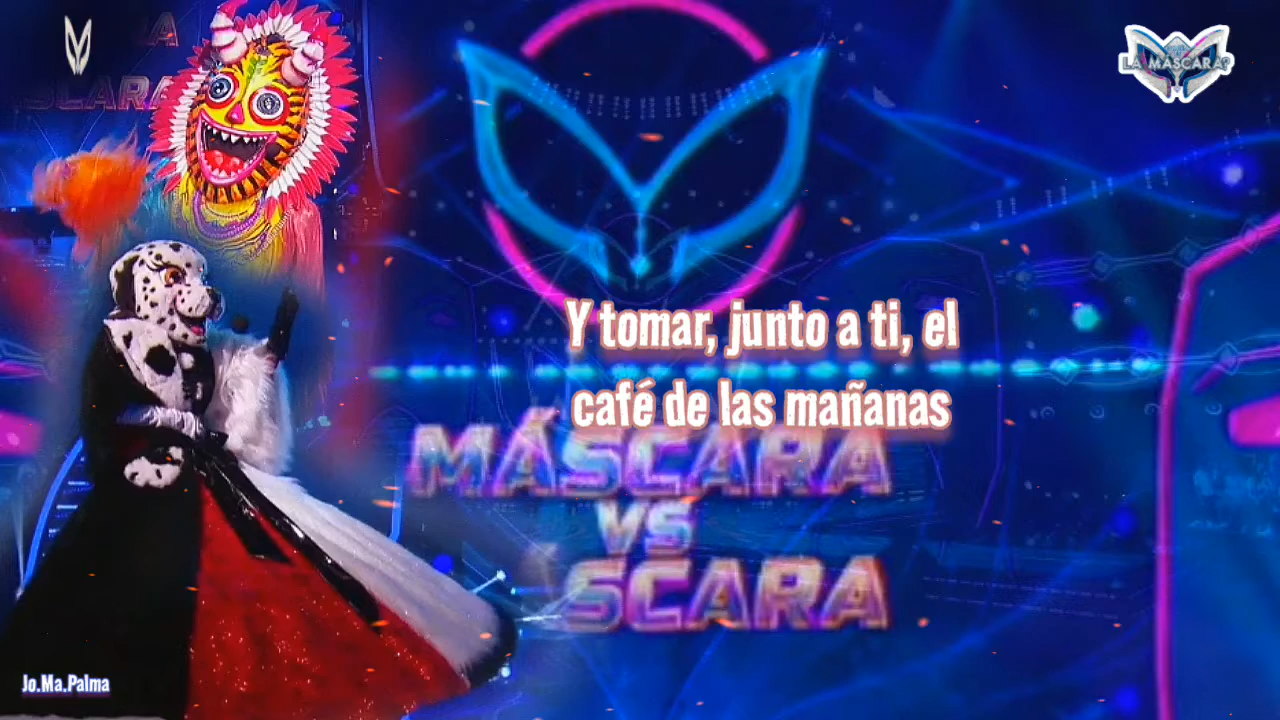 LA MÁSCARA?
Y tomar, junto a ti, el
café de las mañanas
MÁSCARA
VS
SCARA
Jo.Ma.Palma